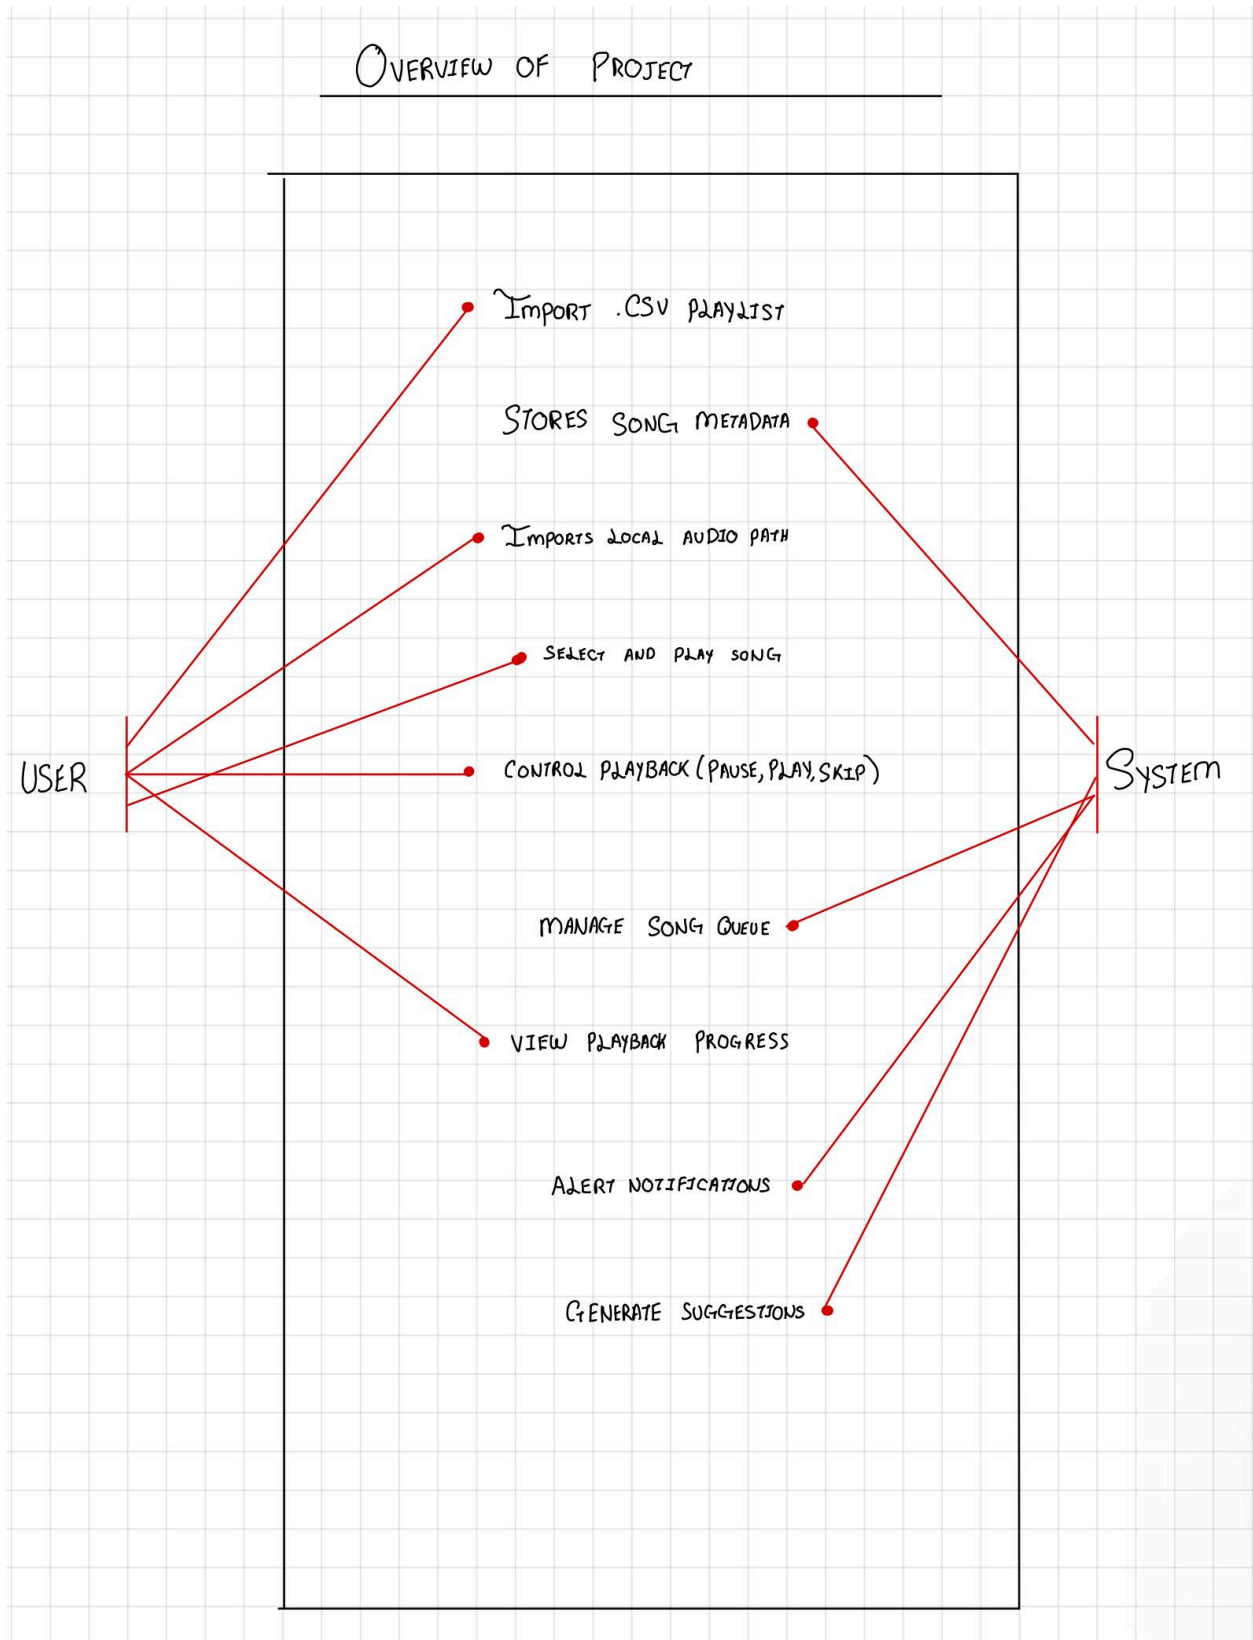 OVERVIEW OF PROJECT
IMPORT .CSV PLAYLIST
STORES SONG METADATA
IMPORTS LOCAL AUDIO PATH
SELECT AND PLAY SONG
USER
CONTROL PLAYBACK (PAUSE, PLAY, SKIP)
SYSTEM
MANAGE SONG QUEUE
VIEW PLAYBACK PROGRESS
ALERT NOTIFICATIONS
GENERATE SUGGESTIONS